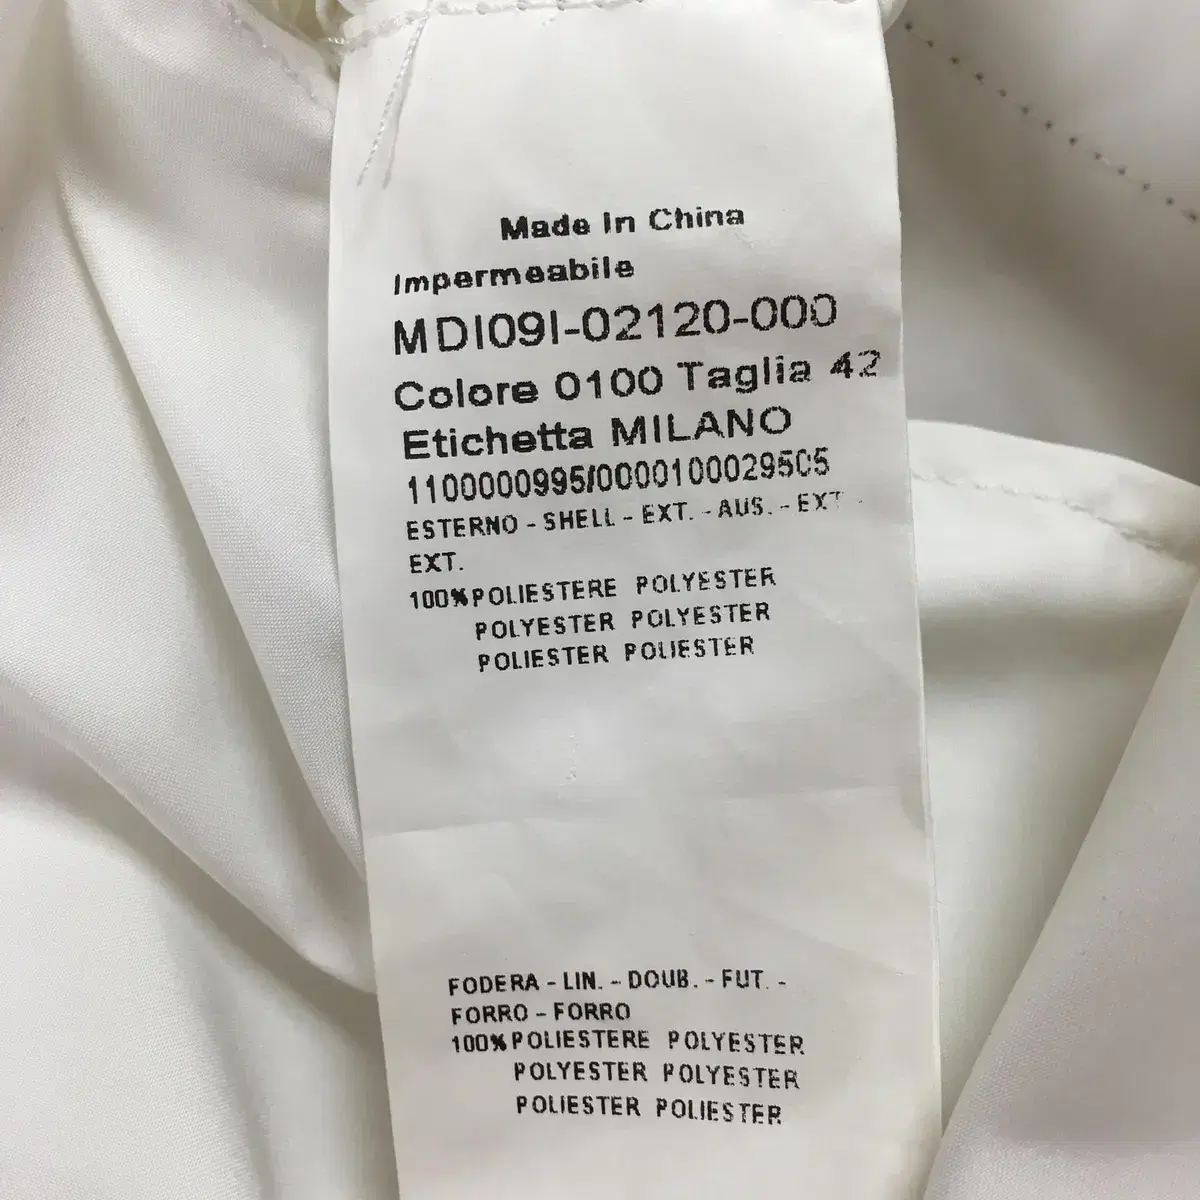 Made In China
Impermeabile
MDI09I-02120-000
Colore 0100 Taglia 42
Etichetta MILANO
1100000995/00001000295C5
ESTERNO - SHELL - EXT. - AUS. - EXT. -
EXT.
100%POLIESTERE POLYESTER
POLYESTER POLYESTER
POLIESTER POLIESTER
FODERA - LIN. - DOUB. - FUT. -
FORRO - FORRO
100%POLIESTERE POLYESTER
POLYESTER POLYESTER
POLIESTER POLIESTER